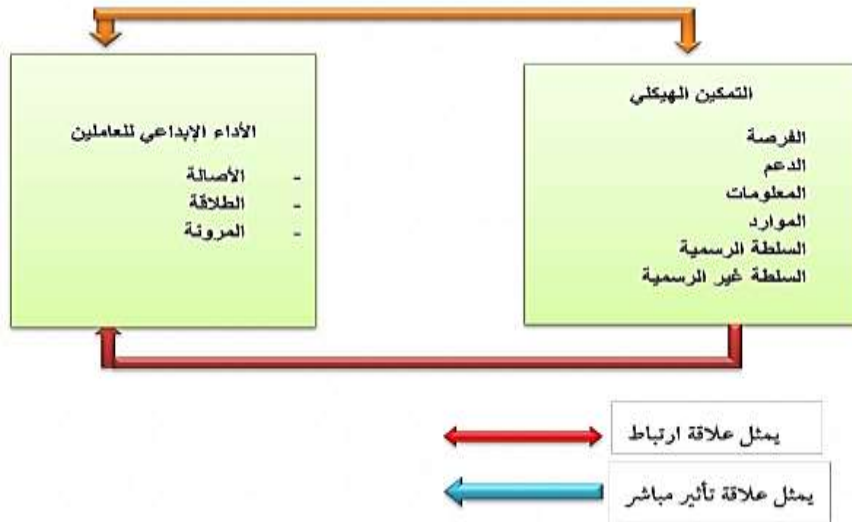 التمكين الهيكلي
الفرصة
الدعم
المعلومات
الموارد
السلطة الرسمية
السلطة غير الرسمية
الأداء الإبداعي للعاملين
- الأصالة
- الطلاقة
- المرونة
يمثل علاقة ارتباط
يمثل علاقة تأثير مباشر